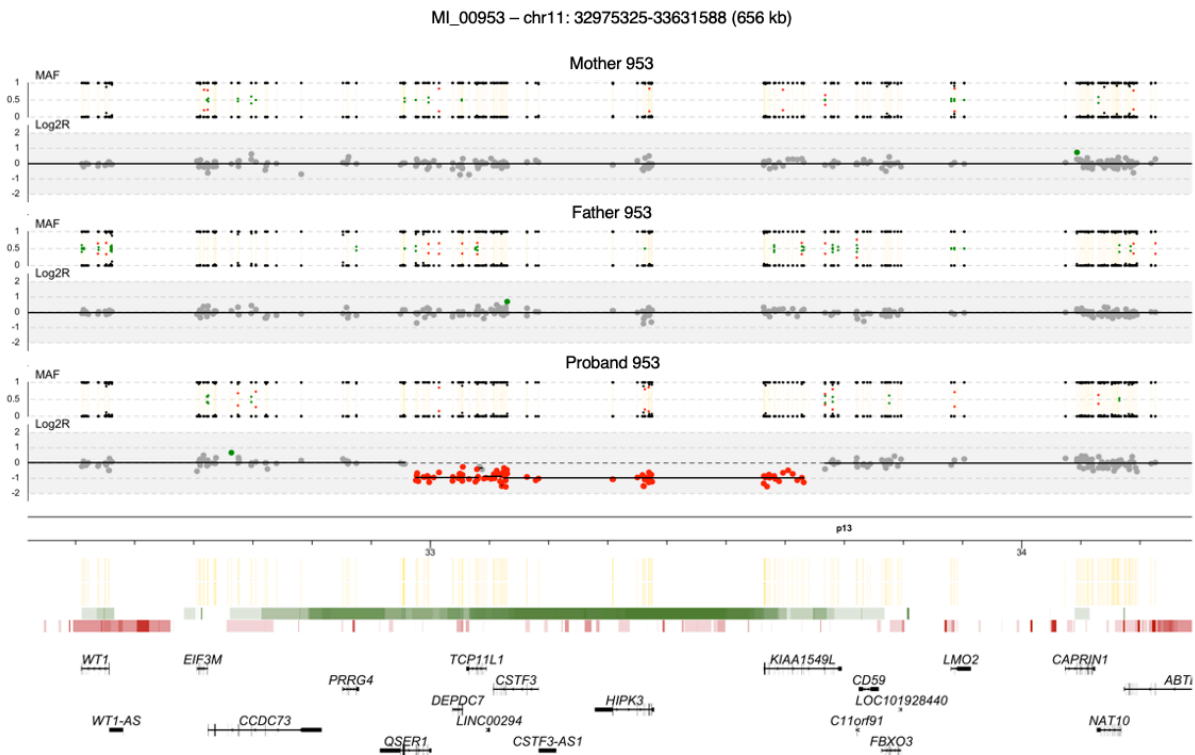 MI_00953 – chr11: 32975325-33631588 (656 kb)
Mother 953
MAF
1
0.5
0
Log2R
2
1
0
-1
-2
Father 953
MAF
1
0.5
0
Log2R
2
1
0
-1
-2
Proband 953
MAF
1
0.5
0
Log2R
2
1
0
-1
-2
p13
33 34
WT1 EIF3M TCP11L1 KIAA1549L LMO2 CAPRIN1
PRRG4 CSTF3 CD59 ABT
DEPDC7 HIPK3 LOC101928440
WT1-AS CCDC73 LINC00294 C11orf91 NAT10
QSER1 CSTF3-AS1 FBXO3